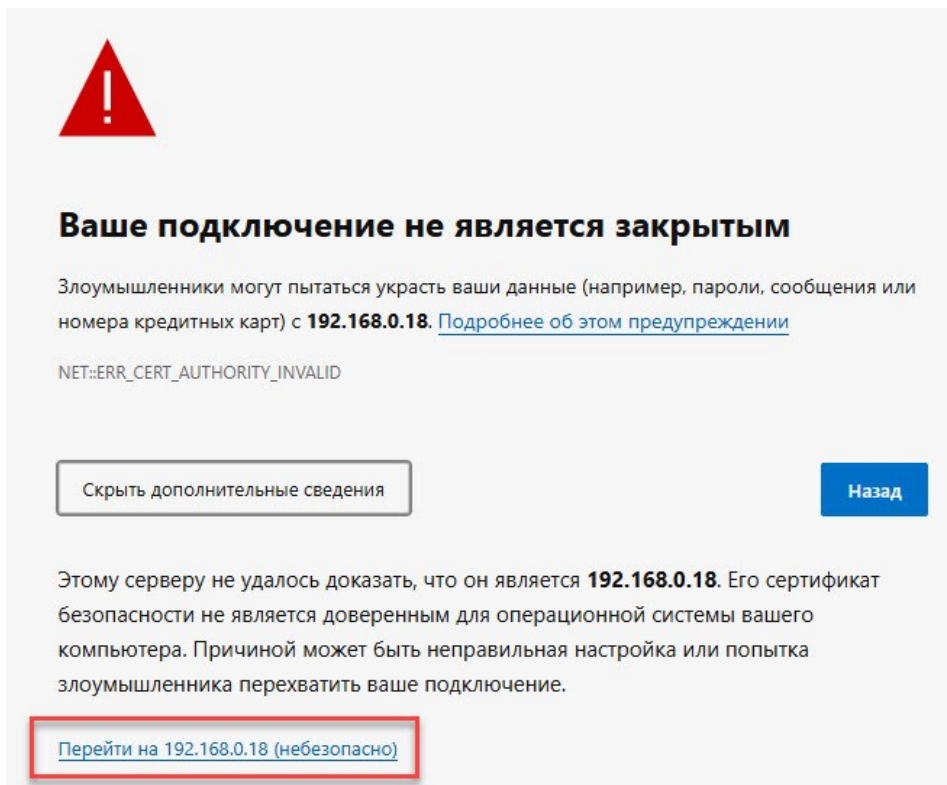 Ваше подключение не является закрытым
Злоумышленники могут пытаться украсть ваши данные (например, пароли, сообщения или
номера кредитных карт) с 192.168.0.18. Подробнее об этом предупреждении
NET::ERR_CERT_AUTHORITY_INVALID
Скрыть дополнительные сведения
Назад
Этому серверу не удалось доказать, что он является 192.168.0.18. Его сертификат
безопасности не является доверенным для операционной системы вашего
компьютера. Причиной может быть неправильная настройка или попытка
злоумышленника перехватить ваше подключение.
Перейти на 192.168.0.18 (небезопасно)